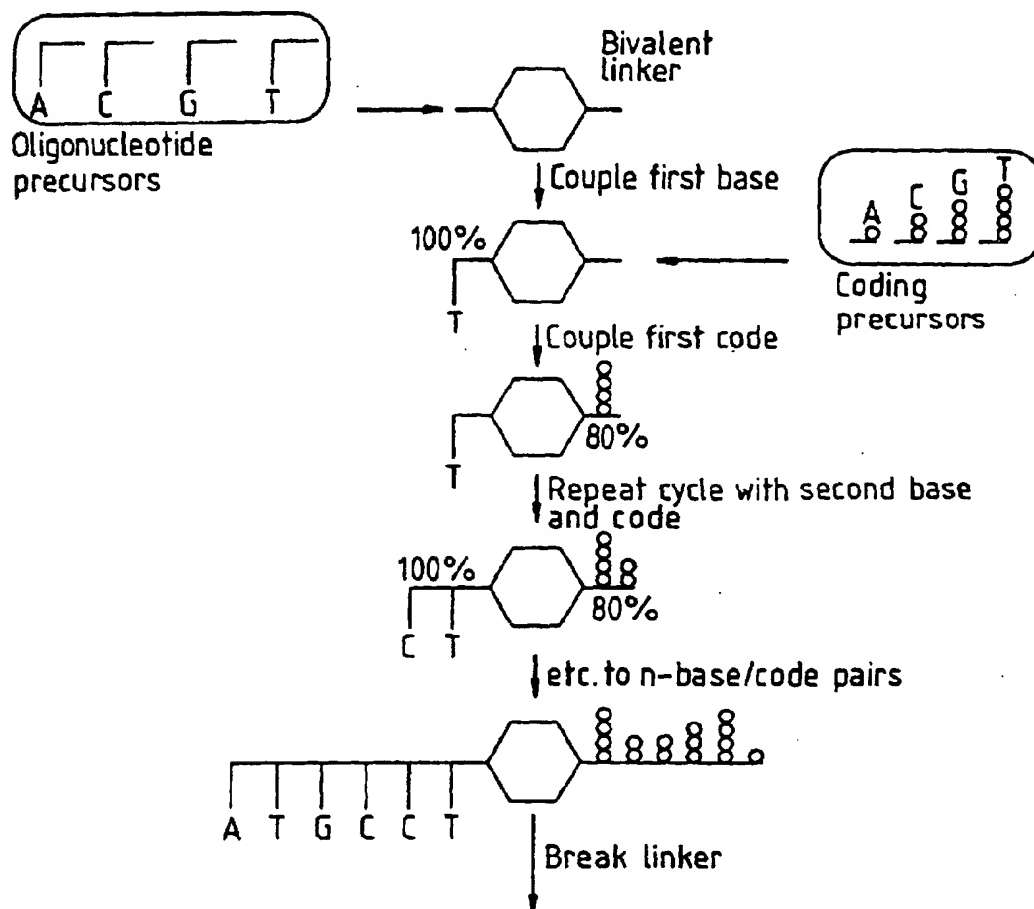 A C G T
Oligonucleotide
precursors
Bivalent
linker
Couple first base
A C G T
Coding
precursors
100%
T
Couple first code
T
80%
Repeat cycle with second base
and code
100%
C T
80%
etc. to n-base/code pairs
A T G C C T
Break linker